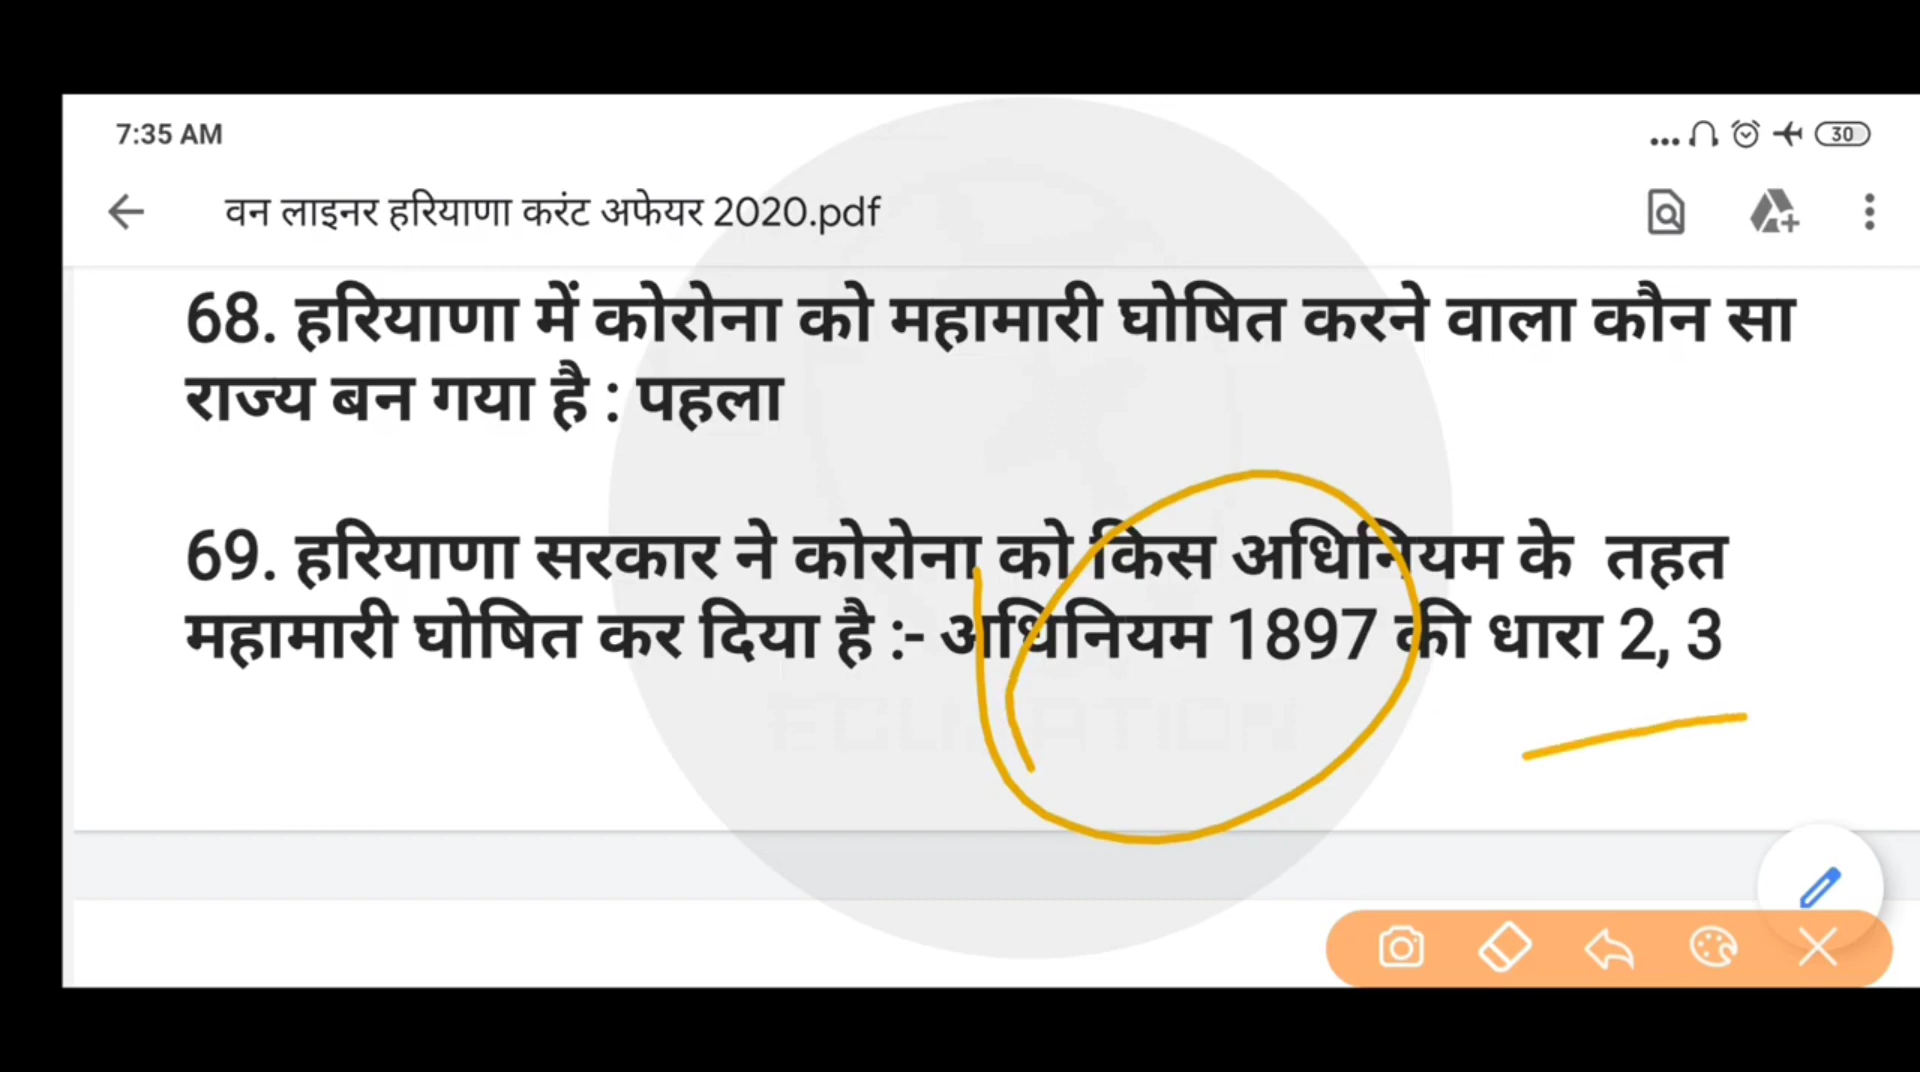 7:35 AM
30
वन लाइनर हरियाणा करंट अफेयर 2020.pdf
68. हरियाणा में कोरोना को महामारी घोषित करने वाला कौन सा
राज्य बन गया है : पहला
69. हरियाणा सरकार ने कोरोना को किस अधिनियम के तहत
महामारी घोषित कर दिया है :- अधिनियम 1897 की धारा 2, 3